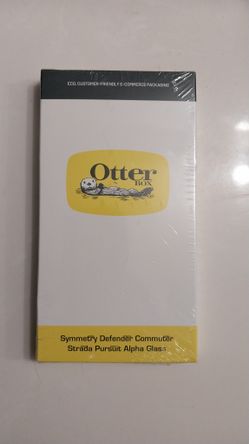 ECO, CUSTOMER-FRIENDLY E-COMMERCE PACKAGING
Otter
BOX
Symmetry Defender Commuter
Strada Pursuit Alpha Glass